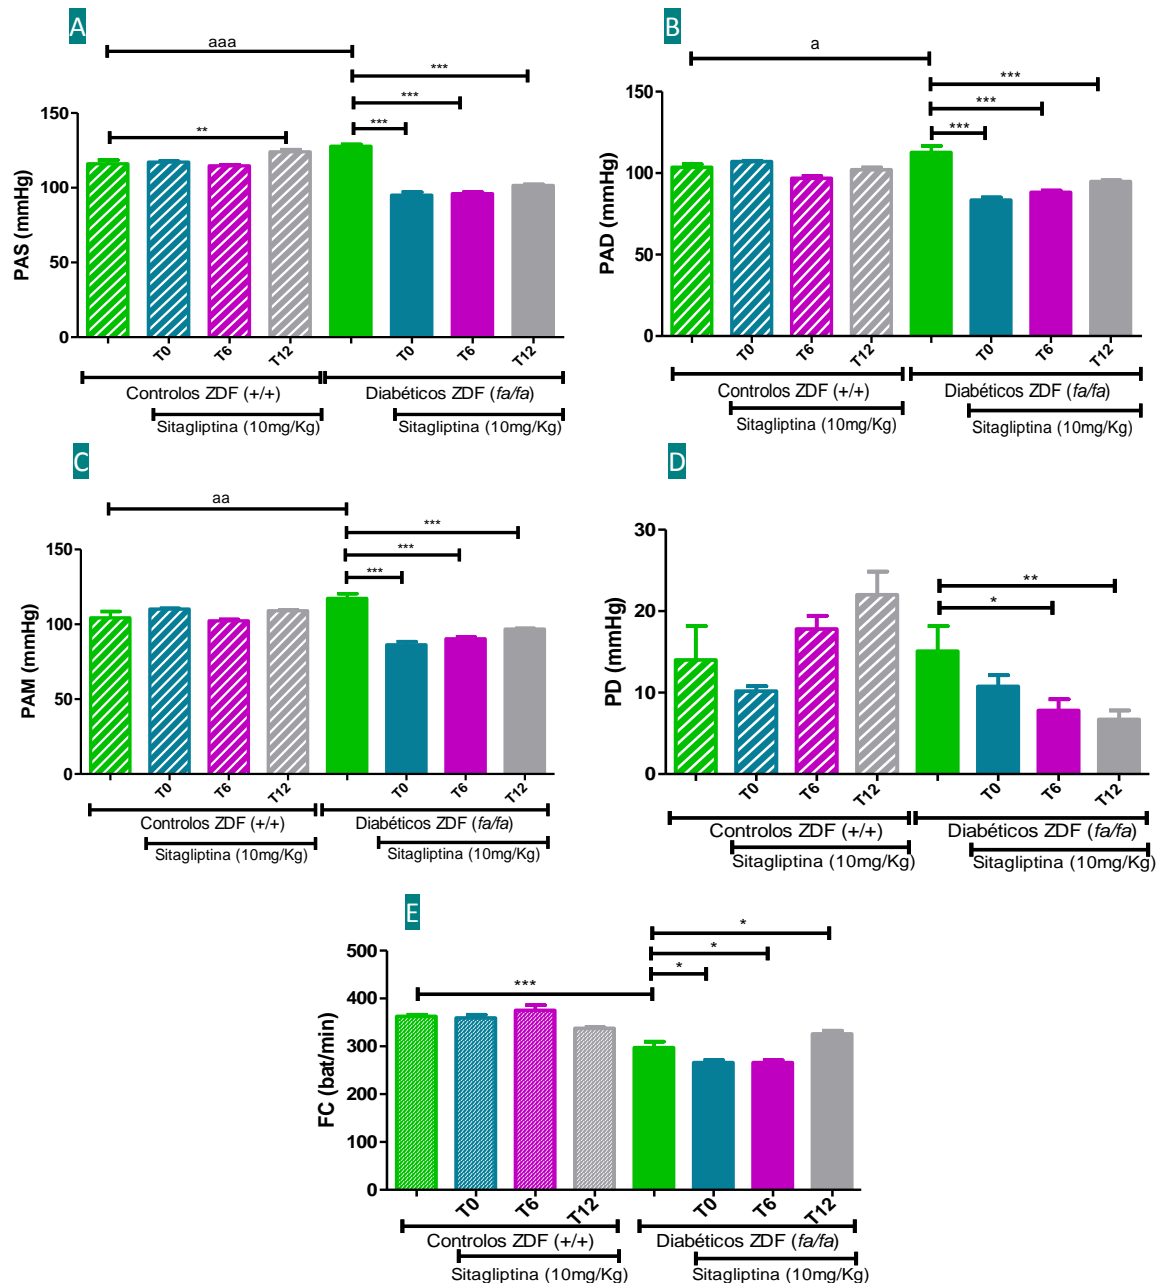 A
aaa
***
***
***
**
PAS (mmHg)
150
100
50
0
T0
T6
T12
T0
T6
T12
Controlos ZDF (+/+)
Diabéticos ZDF (fa/fa)
Sitagliptina (10mg/Kg)
Sitagliptina (10mg/Kg)
B
a
***
***
***
PAD (mmHg)
150
100
50
0
T0
T6
T12
T0
T6
T12
Controlos ZDF (+/+)
Diabéticos ZDF (fa/fa)
Sitagliptina (10mg/Kg)
Sitagliptina (10mg/Kg)
C
aa
***
***
***
PAM (mmHg)
150
100
50
0
T0
T6
T12
T0
T6
T12
Controlos ZDF (+/+)
Diabéticos ZDF (fa/fa)
Sitagliptina (10mg/Kg)
Sitagliptina (10mg/Kg)
D
**
*
PD (mmHg)
30
20
10
0
T0
T6
T12
T0
T6
T12
Controlos ZDF (+/+)
Diabéticos ZDF (fa/fa)
Sitagliptina (10mg/Kg)
Sitagliptina (10mg/Kg)
E
*
*
*
***
FC (bat/min)
500
400
300
200
100
0
T0
T6
T12
T0
T6
T12
Controlos ZDF (+/+)
Diabéticos ZDF (fa/fa)
Sitagliptina (10mg/Kg)
Sitagliptina (10mg/Kg)